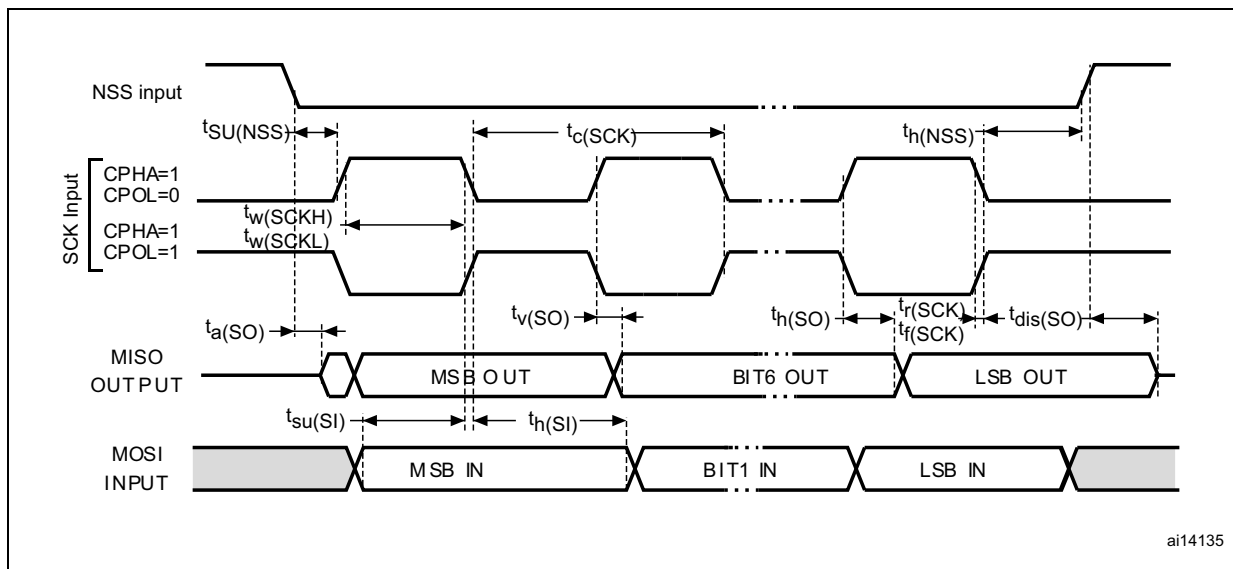 NSS input
tSU(NSS)
tc(SCK)
th(NSS)
SCK Input
CPHA=1
CPOL=0
tw(SCKH)
tw(SCKL)
CPHA=1
CPOL=1
ta(SO)
tv(SO)
th(SO)
tr(SCK)
tf(SCK)
tdis(SO)
MISO
OUTPUT
MSB OUT
BIT6 OUT
LSB OUT
tsu(SI)
th(SI)
MOSI
INPUT
MSB IN
BIT1 IN
LSB IN
ai14135